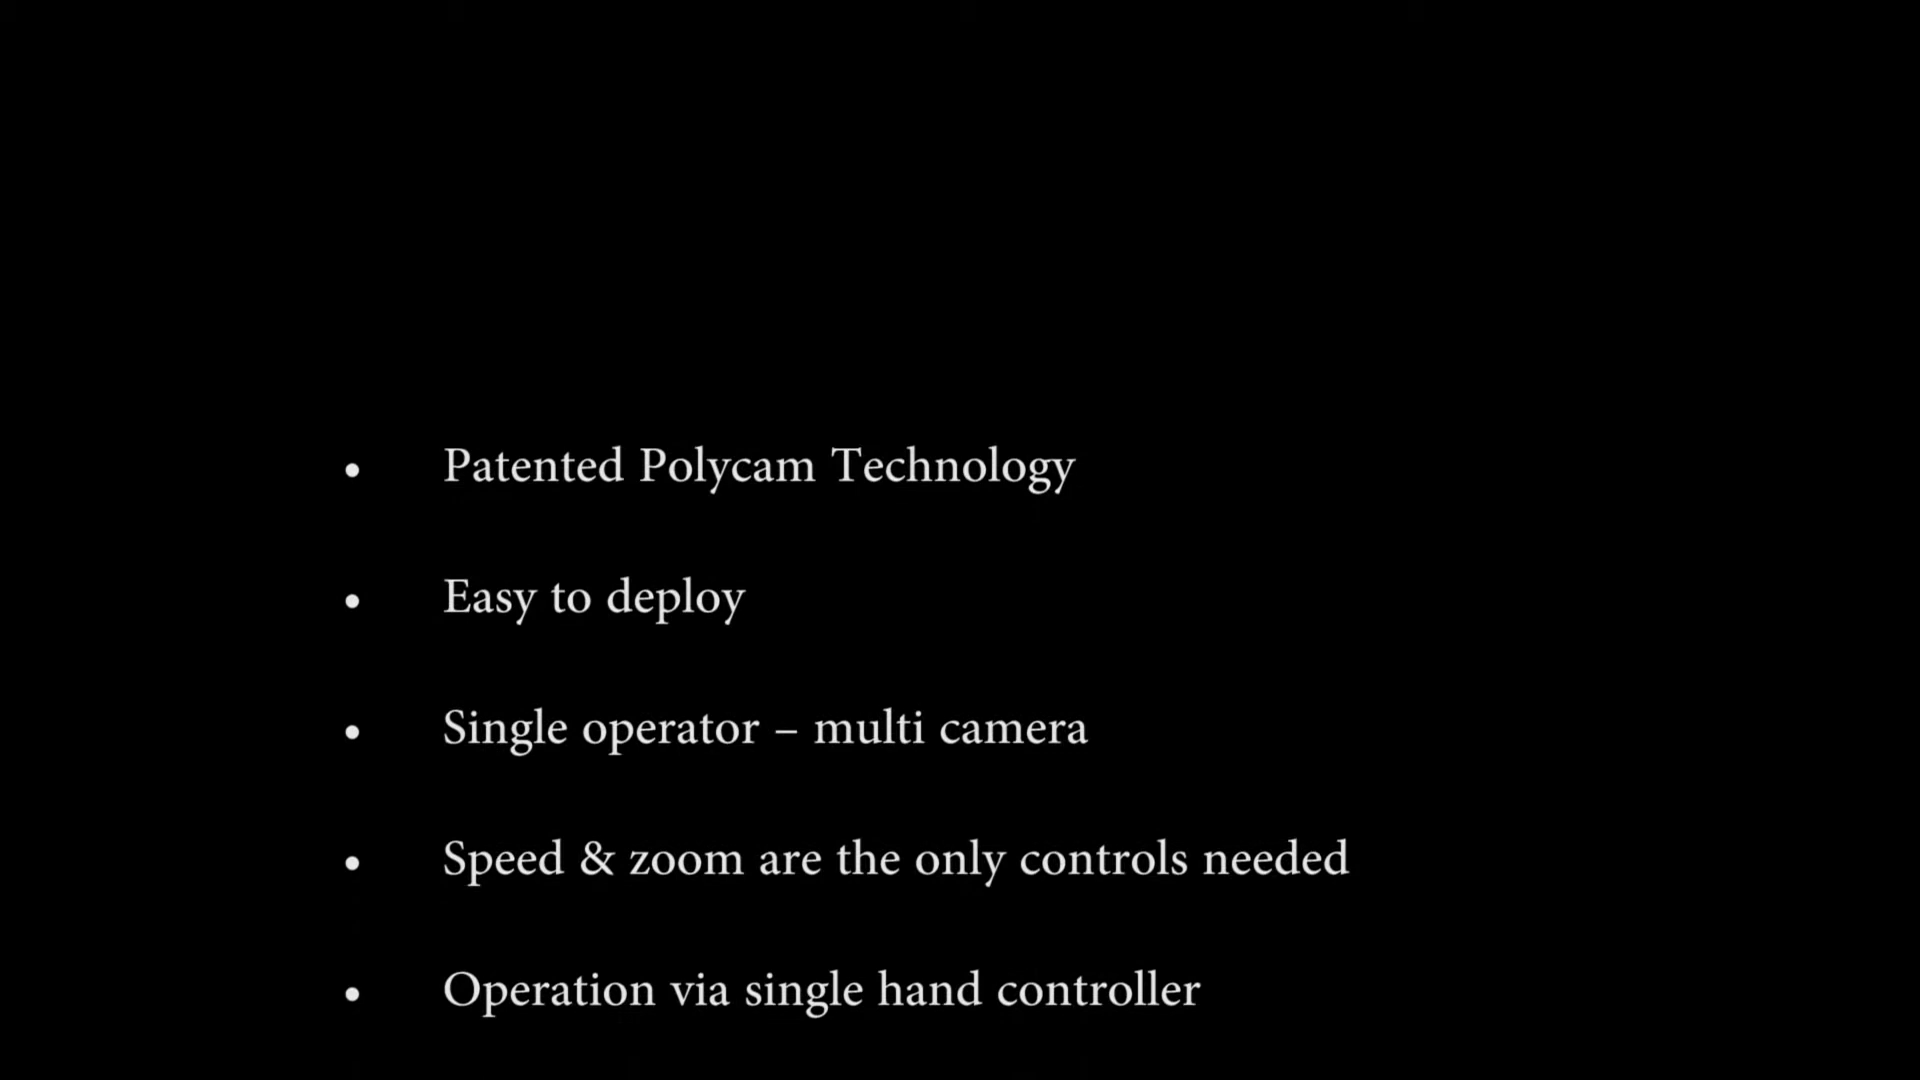 • Patented Polycam Technology
• Easy to deploy
• Single operator – multi camera
• Speed & zoom are the only controls needed
• Operation via single hand controller